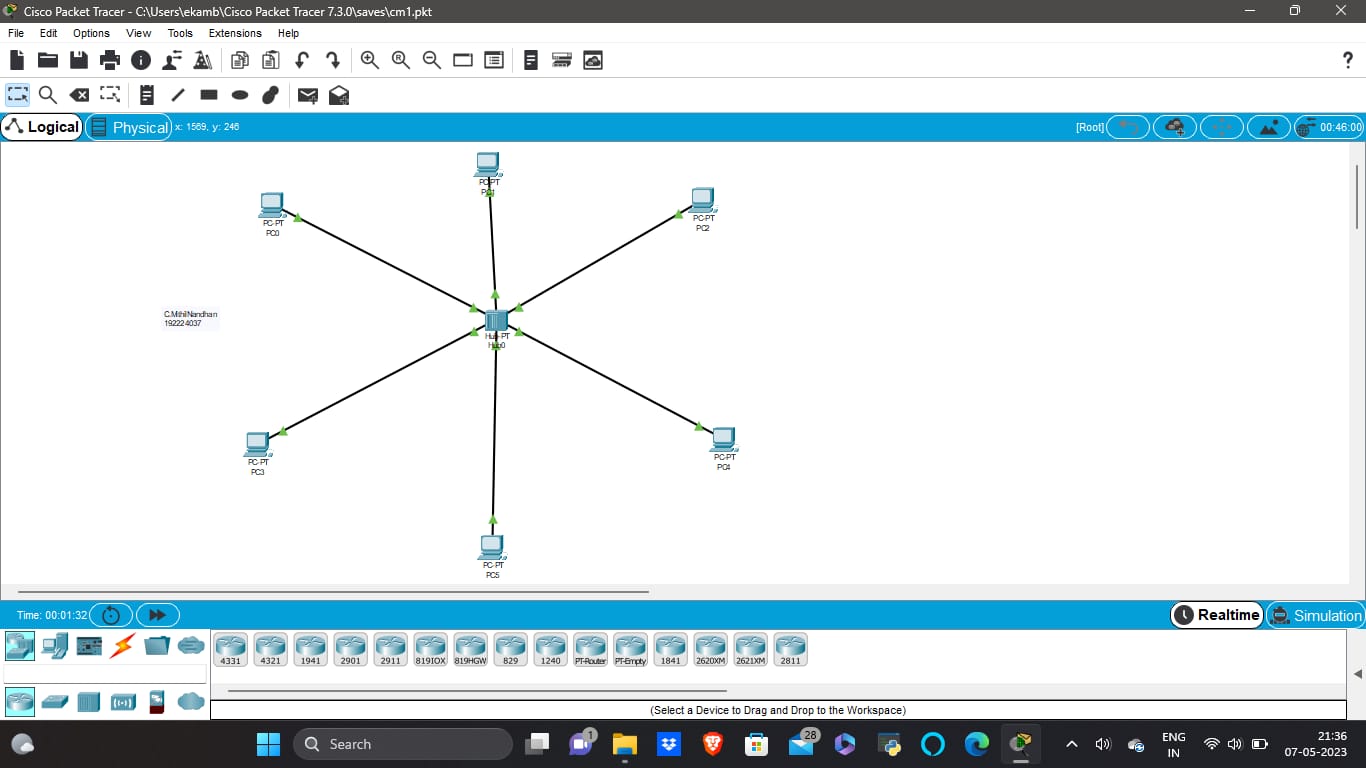 Cisco Packet Tracer - C:\Users\ekamb\Cisco Packet Tracer 7.3.0\saves\cm1.pkt
File Edit Options View Tools Extensions Help
R
?
Logical Physical x: 1569, y: 246 [Root] 00:46:00
PC-PT
PC1
PC-PT
PC0
PC-PT
PC2
C.MithilNandhan
192224037
Hub-PT
Hub0
PC-PT
PC3
PC-PT
PC4
PC-PT
PC5
Time: 00:01:32 Realtime Simulation
4331 4321 1941 2901 2911 819IOX 819HGW 829 1240 PT-Router PT-Empty 1841 2620XM 2621XM 2811
(Select a Device to Drag and Drop to the Workspace)
Search 1 28 ENG 21:36
IN 07-05-2023